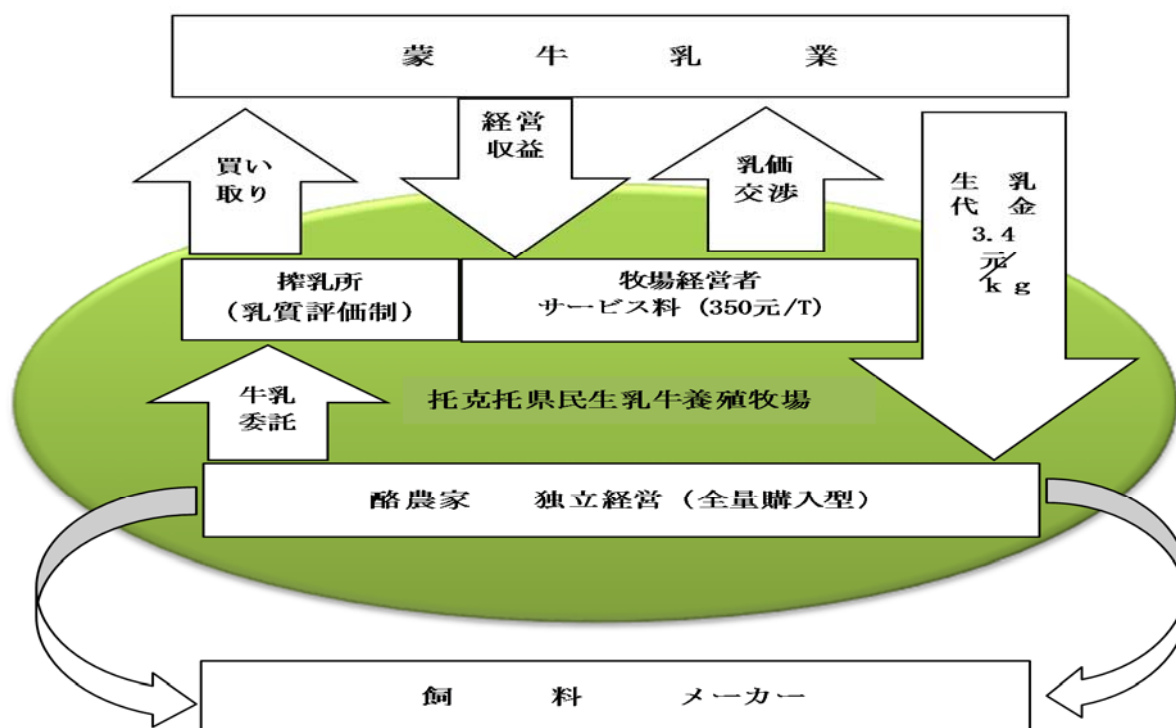 蒙牛乳業
買い
取り
経営
収益
乳価
交渉
生乳
代金
3.4
元/
kg
搾乳所
(乳質評価制)
牧場経営者
サービス料 (350元/T)
牛乳
委託
托克托県民生乳牛養殖牧場
酪農家 独立経営 (全量購入型)
飼料メーカー